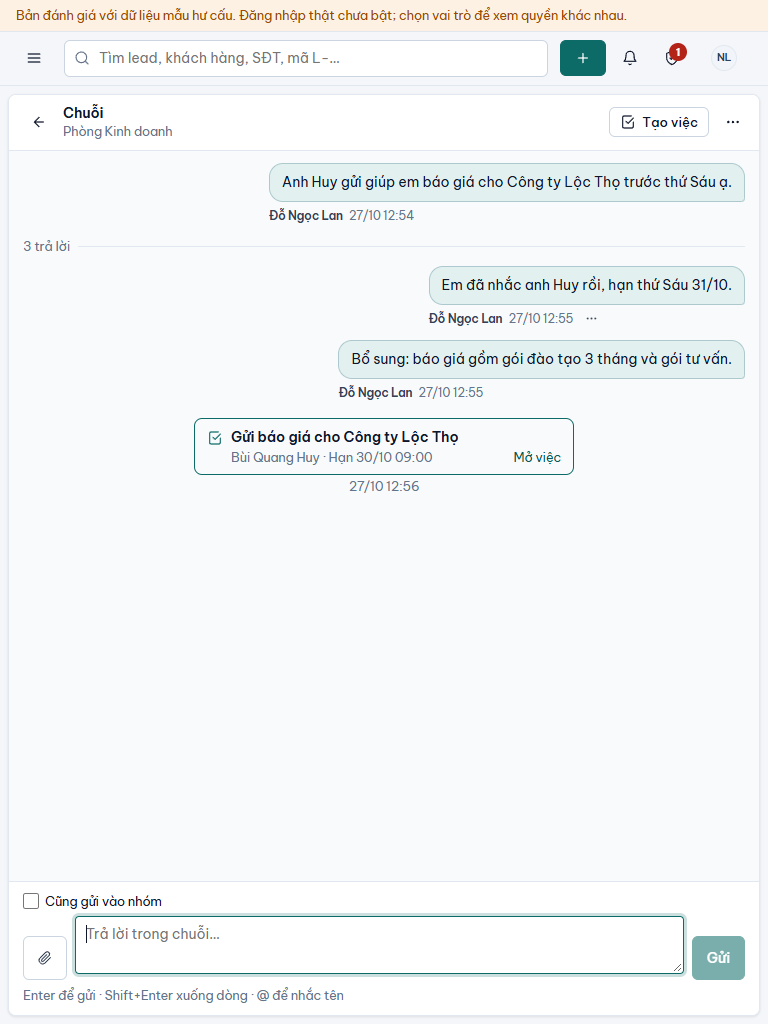 Bản đánh giá với dữ liệu mẫu hư cấu. Đăng nhập thật chưa bật; chọn vai trò để xem quyền khác nhau.
Tìm lead, khách hàng, SĐT, mã L-...
1
NL
Chuỗi
Phòng Kinh doanh
Tạo việc
Anh Huy gửi giúp em báo giá cho Công ty Lộc Thọ trước thứ Sáu ạ.
Đỗ Ngọc Lan 27/10 12:54
3 trả lời
Em đã nhắc anh Huy rồi, hạn thứ Sáu 31/10.
Đỗ Ngọc Lan 27/10 12:55
Bổ sung: báo giá gồm gói đào tạo 3 tháng và gói tư vấn.
Đỗ Ngọc Lan 27/10 12:55
Gửi báo giá cho Công ty Lộc Thọ
Bùi Quang Huy · Hạn 30/10 09:00 Mở việc
27/10 12:56
Cũng gửi vào nhóm
Trả lời trong chuỗi...
Gửi
Enter để gửi · Shift+Enter xuống dòng · @ để nhắc tên